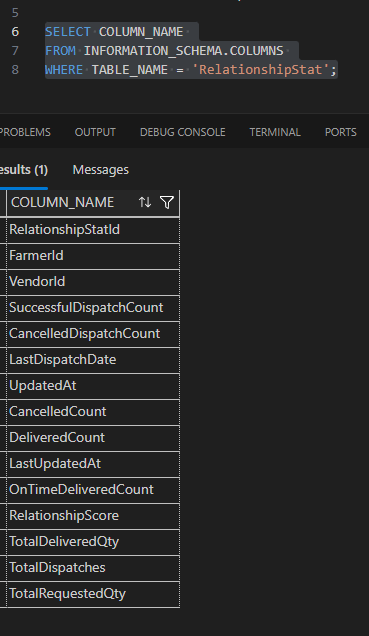 5
6 SELECT COLUMN_NAME
7 FROM INFORMATION_SCHEMA.COLUMNS
8 WHERE TABLE_NAME = 'RelationshipStat';
PROBLEMS OUTPUT DEBUG CONSOLE TERMINAL PORTS
esults (1) Messages
COLUMN_NAME
RelationshipStatId
FarmerId
VendorId
SuccessfulDispatchCount
CancelledDispatchCount
LastDispatchDate
UpdatedAt
CancelledCount
DeliveredCount
LastUpdatedAt
OnTimeDeliveredCount
RelationshipScore
TotalDeliveredQty
TotalDispatches
TotalRequestedQty